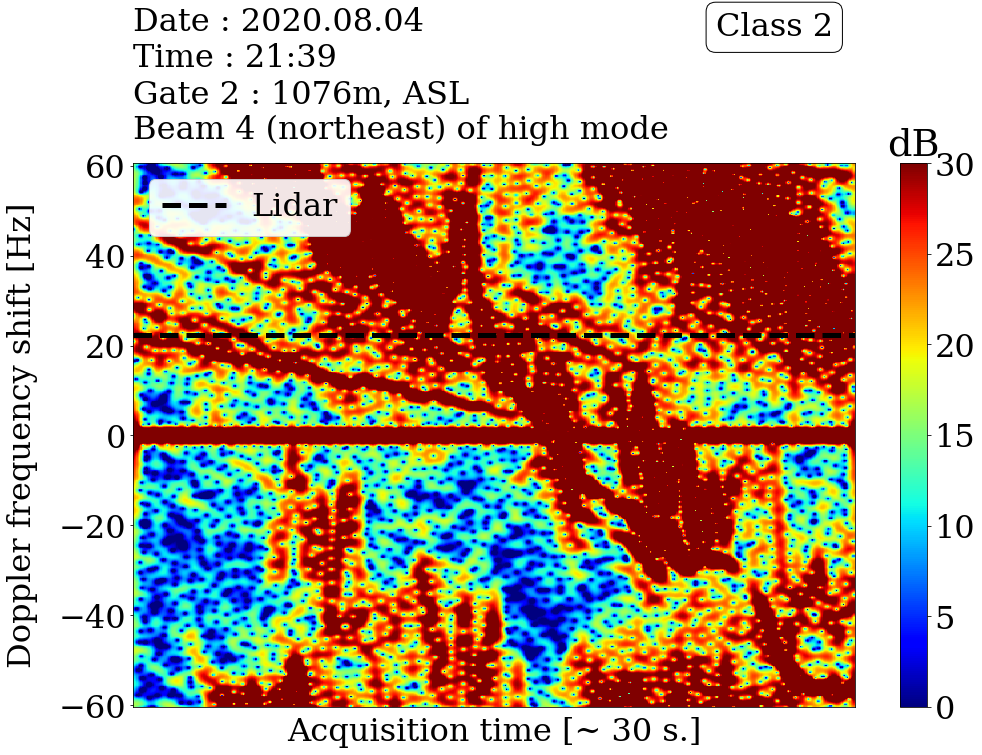 Date : 2020.08.04
Time : 21:39
Gate 2 : 1076m, ASL
Beam 4 (northeast) of high mode
Class 2
dB
Lidar
Doppler frequency shift [Hz]
60
40
20
0
−20
−40
−60
Acquisition time [~ 30 s.]
30
25
20
15
10
5
0